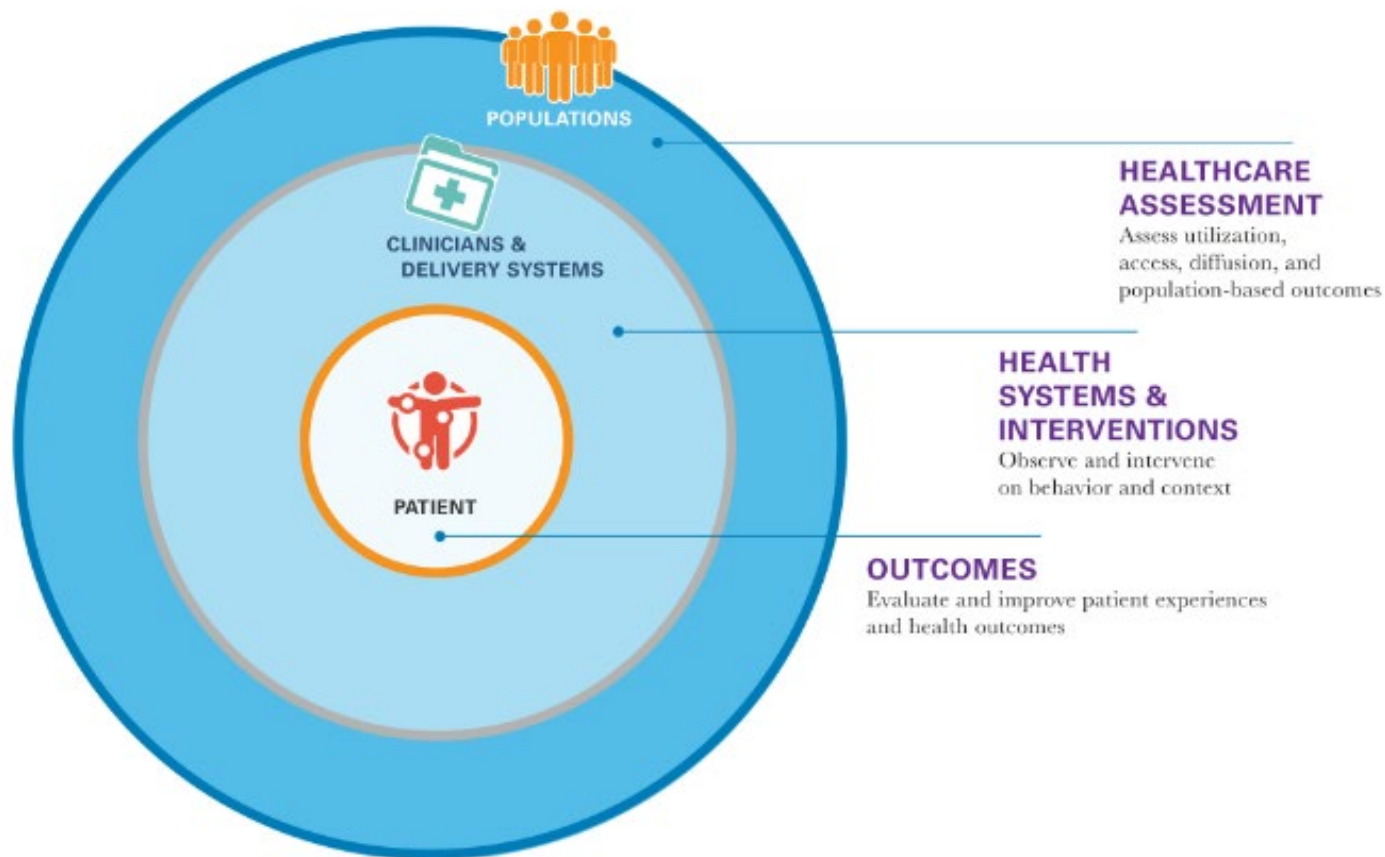 POPULATIONS
CLINICIANS &
DELIVERY SYSTEMS
PATIENT
HEALTHCARE
ASSESSMENT
Assess utilization,
access, diffusion, and
population-based outcomes
HEALTH
SYSTEMS &
INTERVENTIONS
Observe and intervene
on behavior and context
OUTCOMES
Evaluate and improve patient experiences
and health outcomes